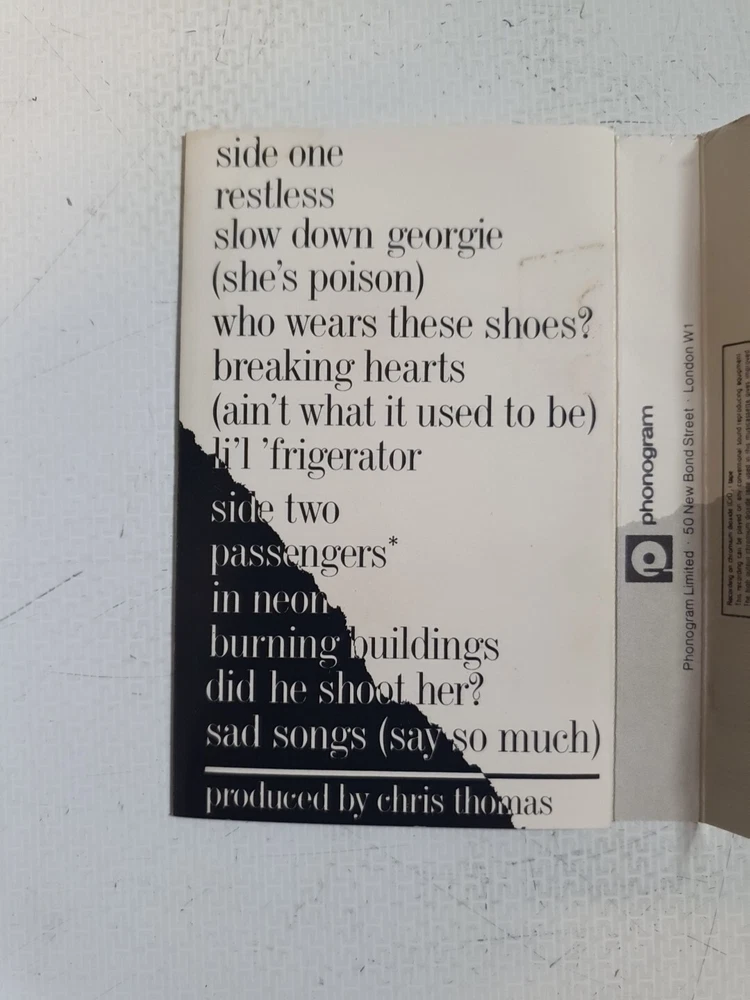 side one
restless
slow down georgie
(she's poison)
who wears these shoes?
breaking hearts
(ain't what it used to be)
li'l 'frigerator
side two
passengers*
in neon
burning buildings
did he shoot her?
sad songs (say so much)
produced by chris thomas
phonogram
Phonogram Limited · 50 New Bond Street · London W1